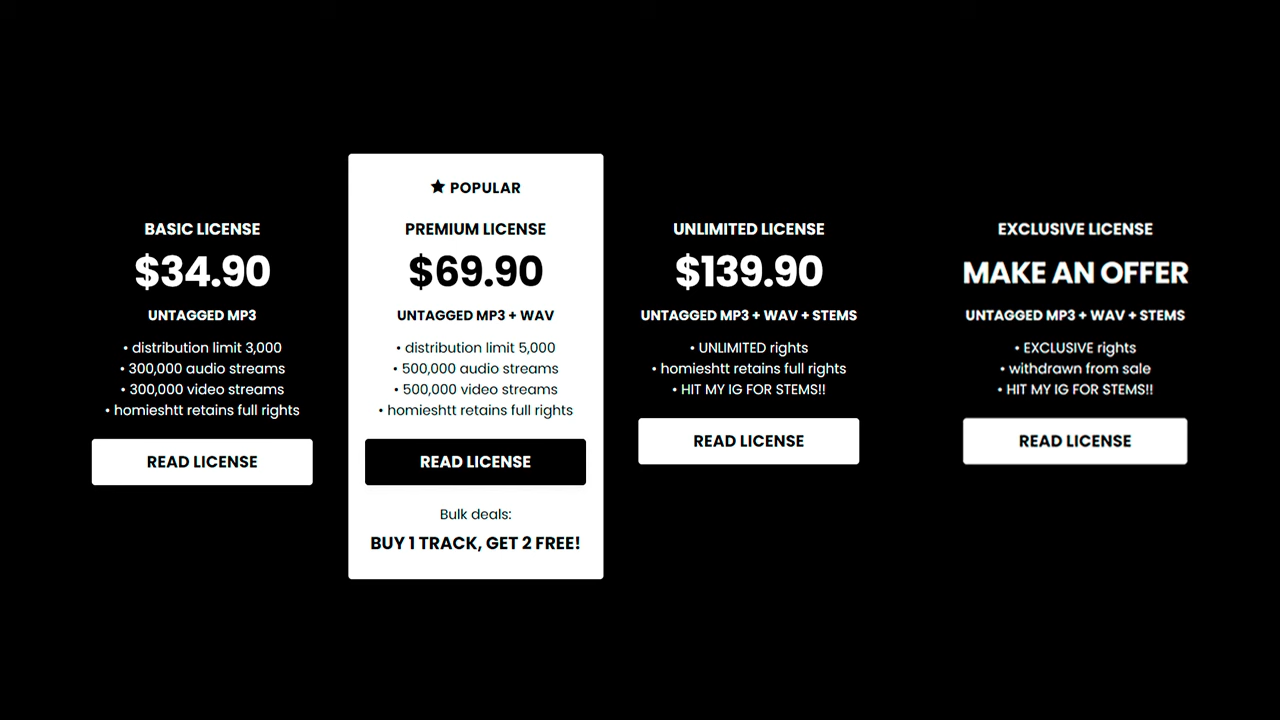 BASIC LICENSE
$34.90
UNTAGGED MP3
• distribution limit 3,000
• 300,000 audio streams
• 300,000 video streams
• homieshtt retains full rights
READ LICENSE
★ POPULAR
PREMIUM LICENSE
$69.90
UNTAGGED MP3 + WAV
• distribution limit 5,000
• 500,000 audio streams
• 500,000 video streams
• homieshtt retains full rights
READ LICENSE
Bulk deals:
BUY 1 TRACK, GET 2 FREE!
UNLIMITED LICENSE
$139.90
UNTAGGED MP3 + WAV + STEMS
• UNLIMITED rights
• homieshtt retains full rights
• HIT MY IG FOR STEMS!!
READ LICENSE
EXCLUSIVE LICENSE
MAKE AN OFFER
UNTAGGED MP3 + WAV + STEMS
• EXCLUSIVE rights
• withdrawn from sale
• HIT MY IG FOR STEMS!!
READ LICENSE